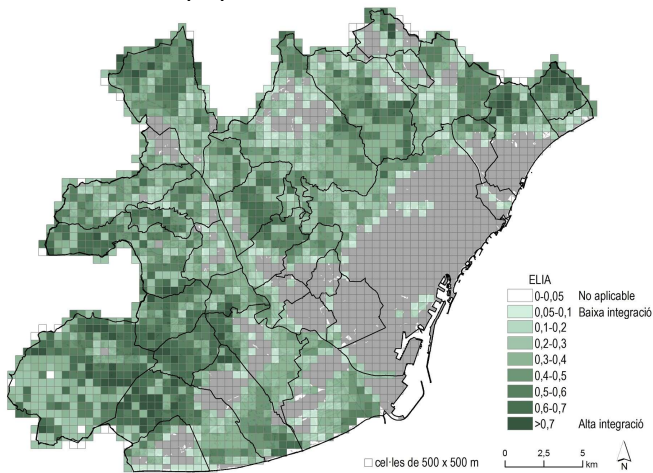 ELIA
0-0,05 No aplicable
0,05-0,1 Baixa integració
0,1-0,2
0,2-0,3
0,3-0,4
0,4-0,5
0,5-0,6
0,6-0,7
>0,7 Alta integració
cel·les de 500 x 500 m
0 2,5 5
km
N